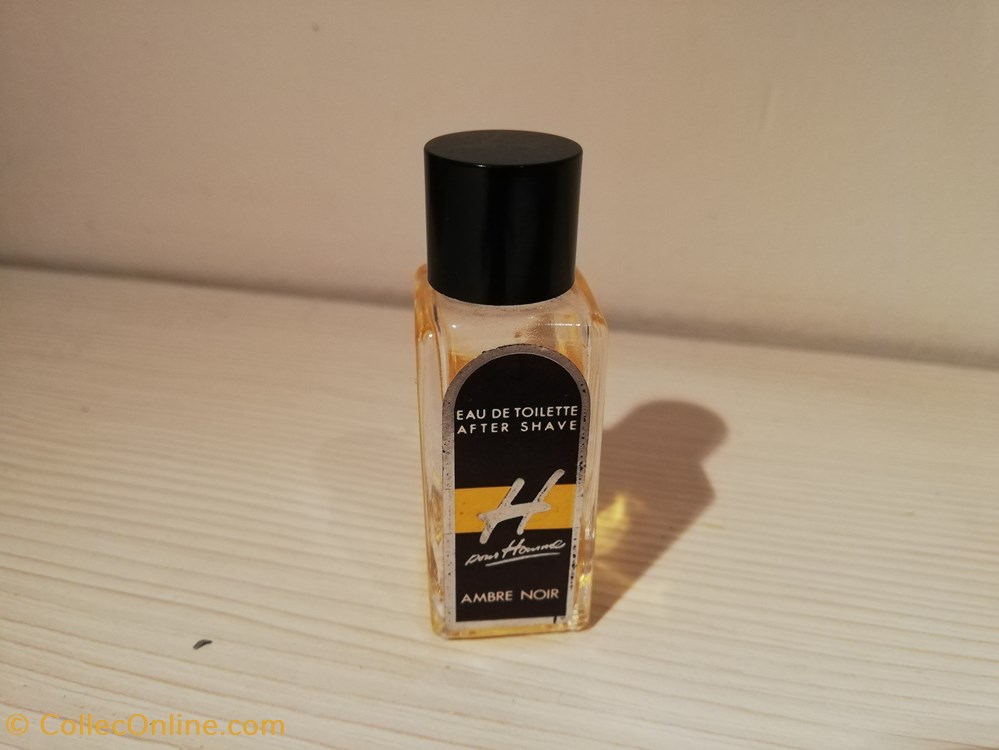 EAU DE TOILETTE
AFTER SHAVE
H
pour Homme
AMBRE NOIR
© CollecOnline.com